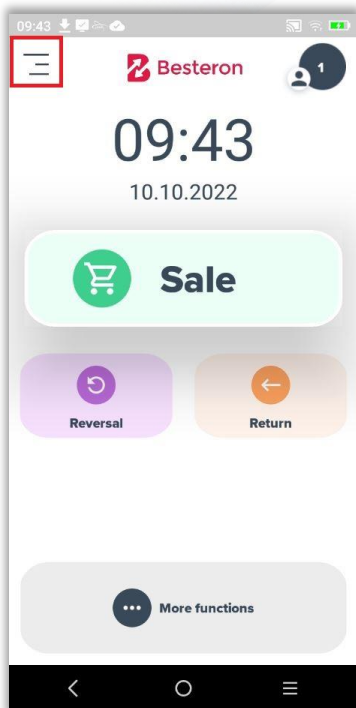 09:43
Besteron
1
09:43
10.10.2022
Sale
Reversal
Return
More functions